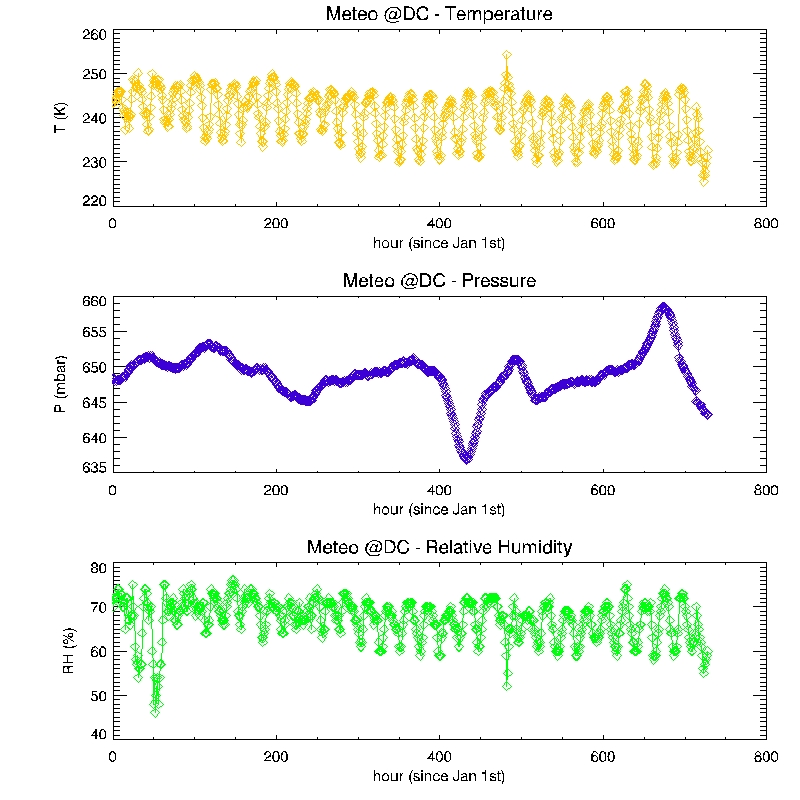 Meteo @DC - Temperature
260
250
240
230
220
T (K)
0 200 400 600 800
hour (since Jan 1st)
Meteo @DC - Pressure
660
655
650
645
640
635
P (mbar)
0 200 400 600 800
hour (since Jan 1st)
Meteo @DC - Relative Humidity
80
70
60
50
40
RH (%)
0 200 400 600 800
hour (since Jan 1st)